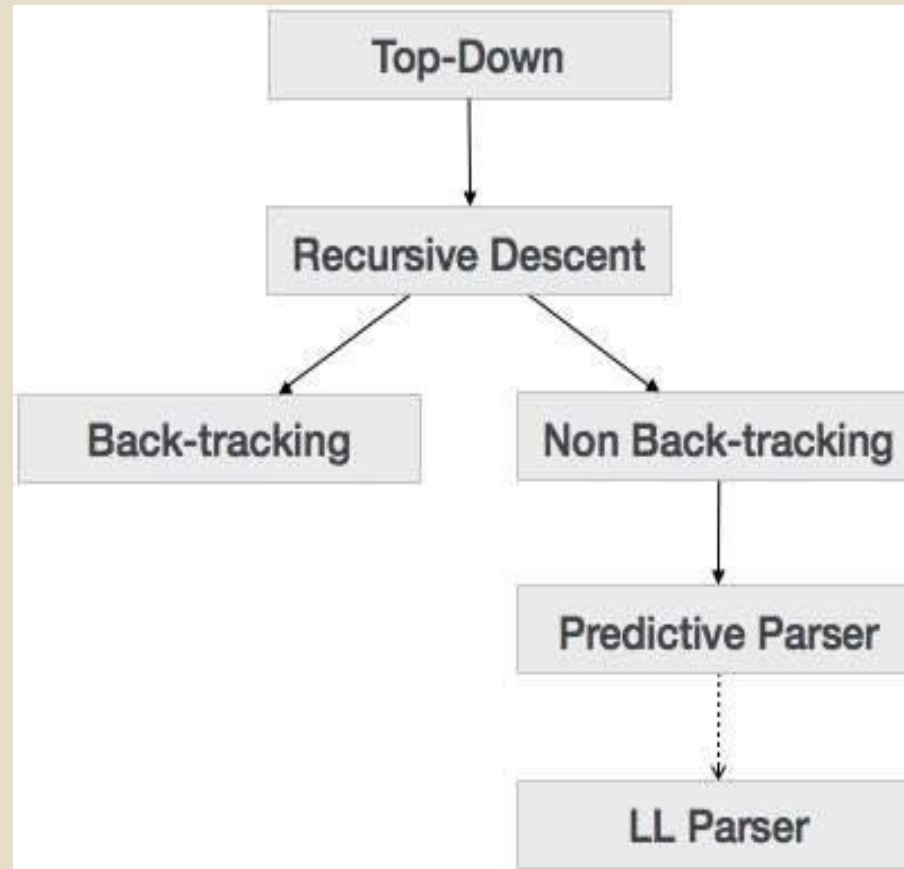 Top-Down
Recursive Descent
Back-tracking
Non Back-tracking
Predictive Parser
LL Parser